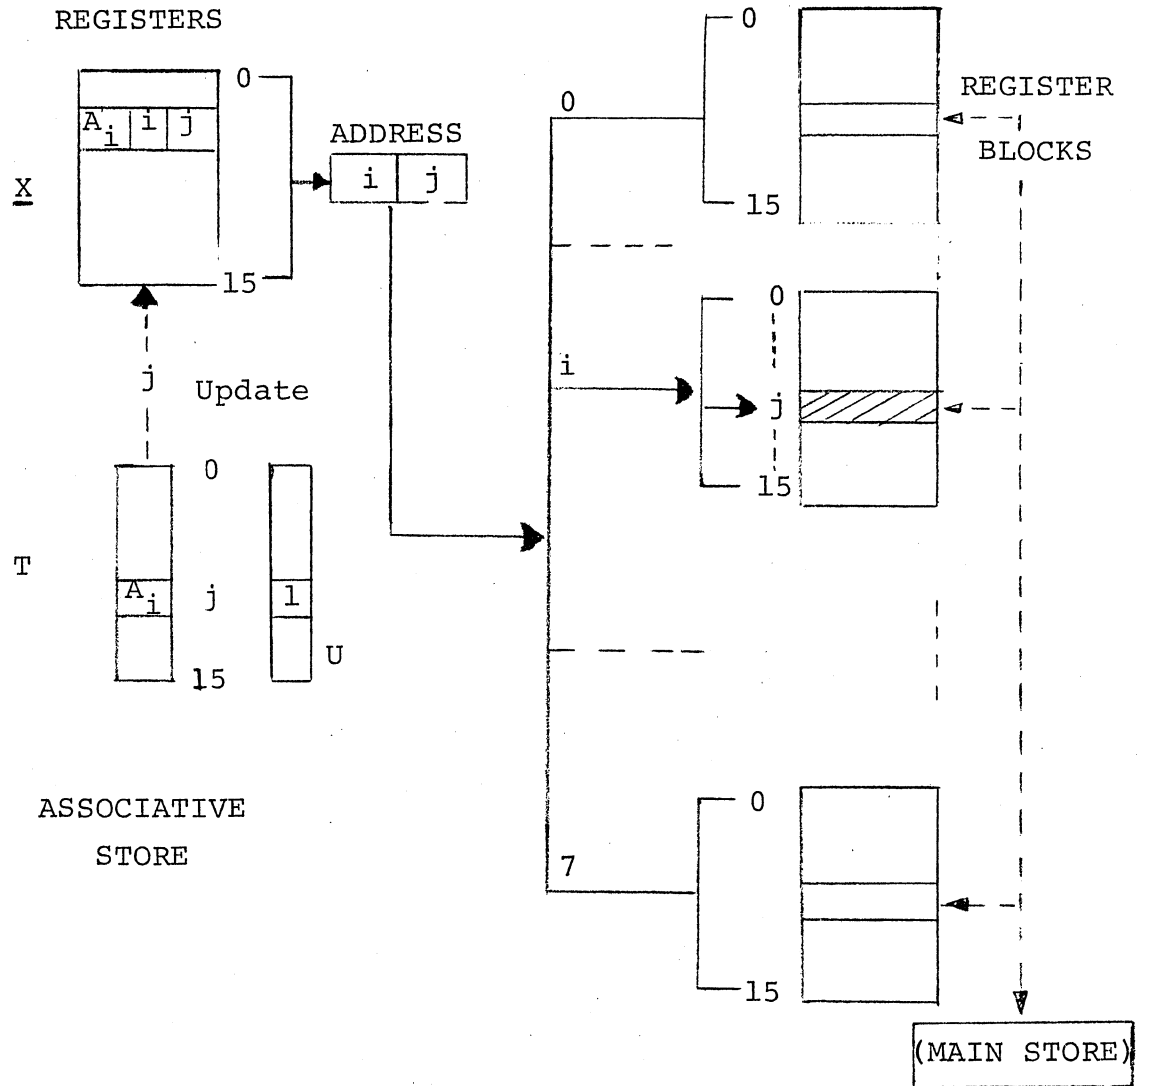 REGISTERS
0
A i i j
X
15
ADDRESS
i j
j
Update
0
T
A i
j
1
U
15
ASSOCIATIVE
STORE
0
0
15
REGISTER
BLOCKS
i
0
j
15
7
0
15
(MAIN STORE)